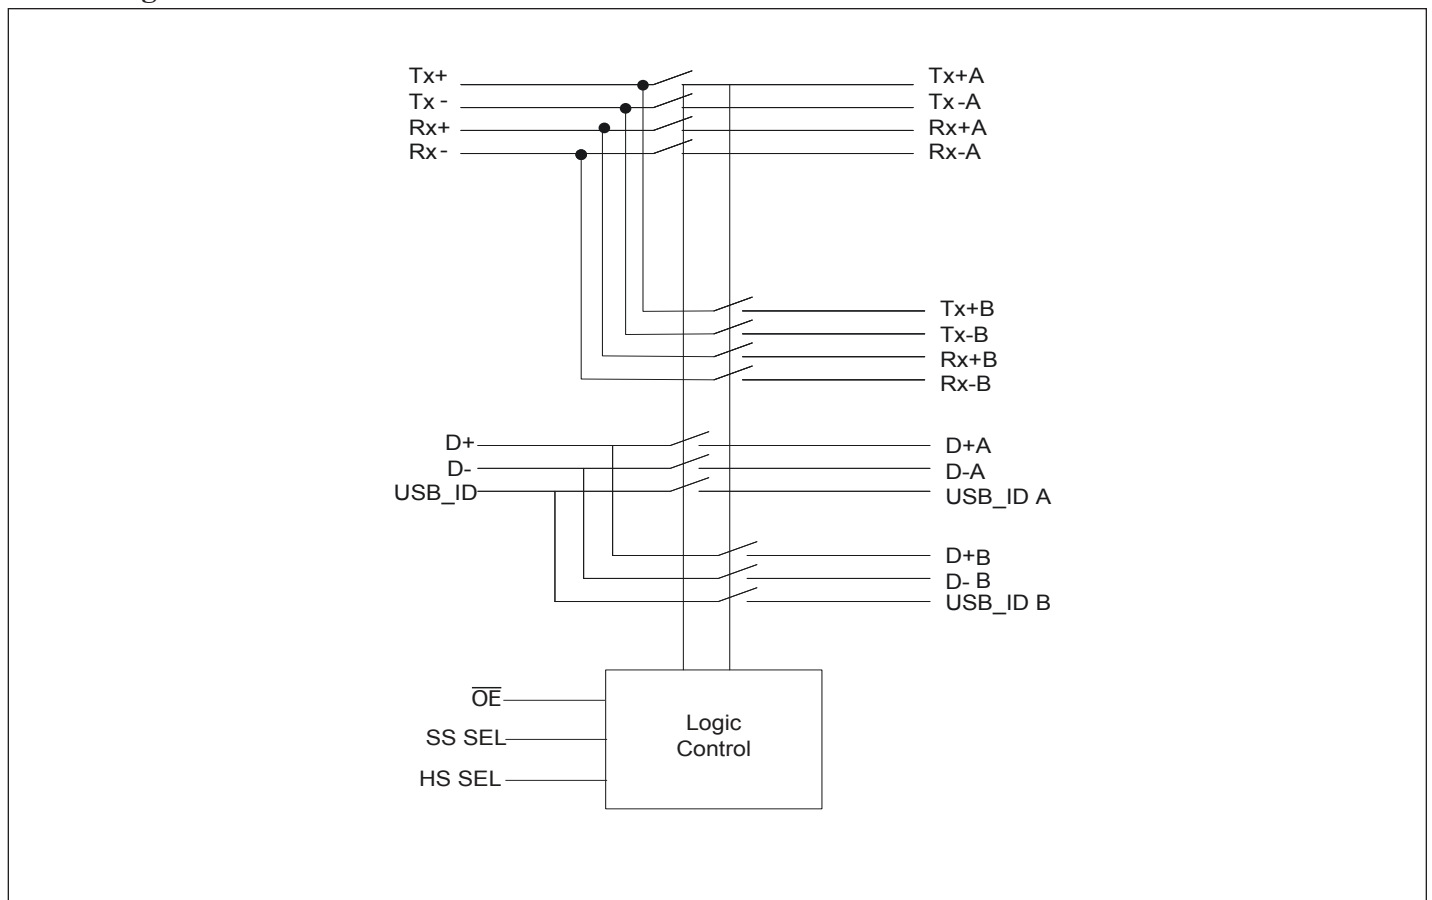 Tx+
Tx-
Rx+
Rx-
Tx+A
Tx-A
Rx+A
Rx-A
Tx+B
Tx-B
Rx+B
Rx-B
D+
D-
USB_ID
D+A
D-A
USB_ID A
D+B
D- B
USB_ID B
OE
SS SEL
HS SEL
Logic
Control